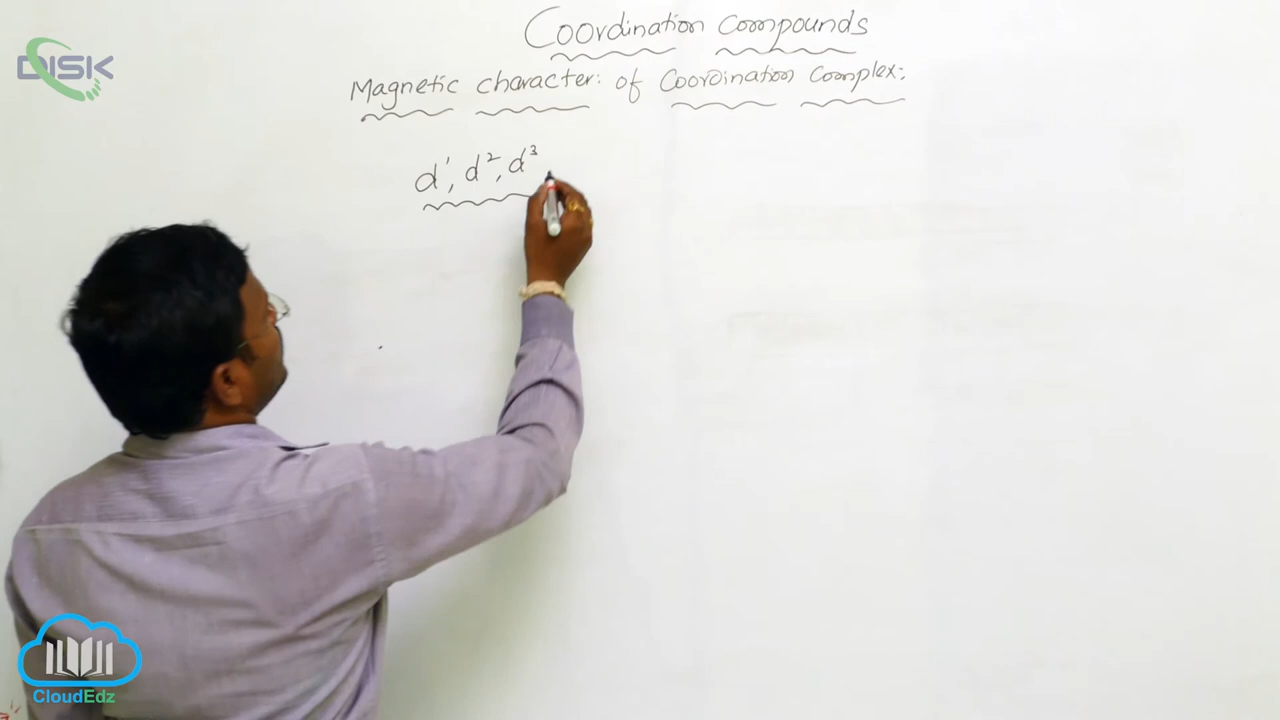 Coordination Compounds
DISK
Magnetic character: of Coordination Complex:
d¹, d², d³
CloudEdz